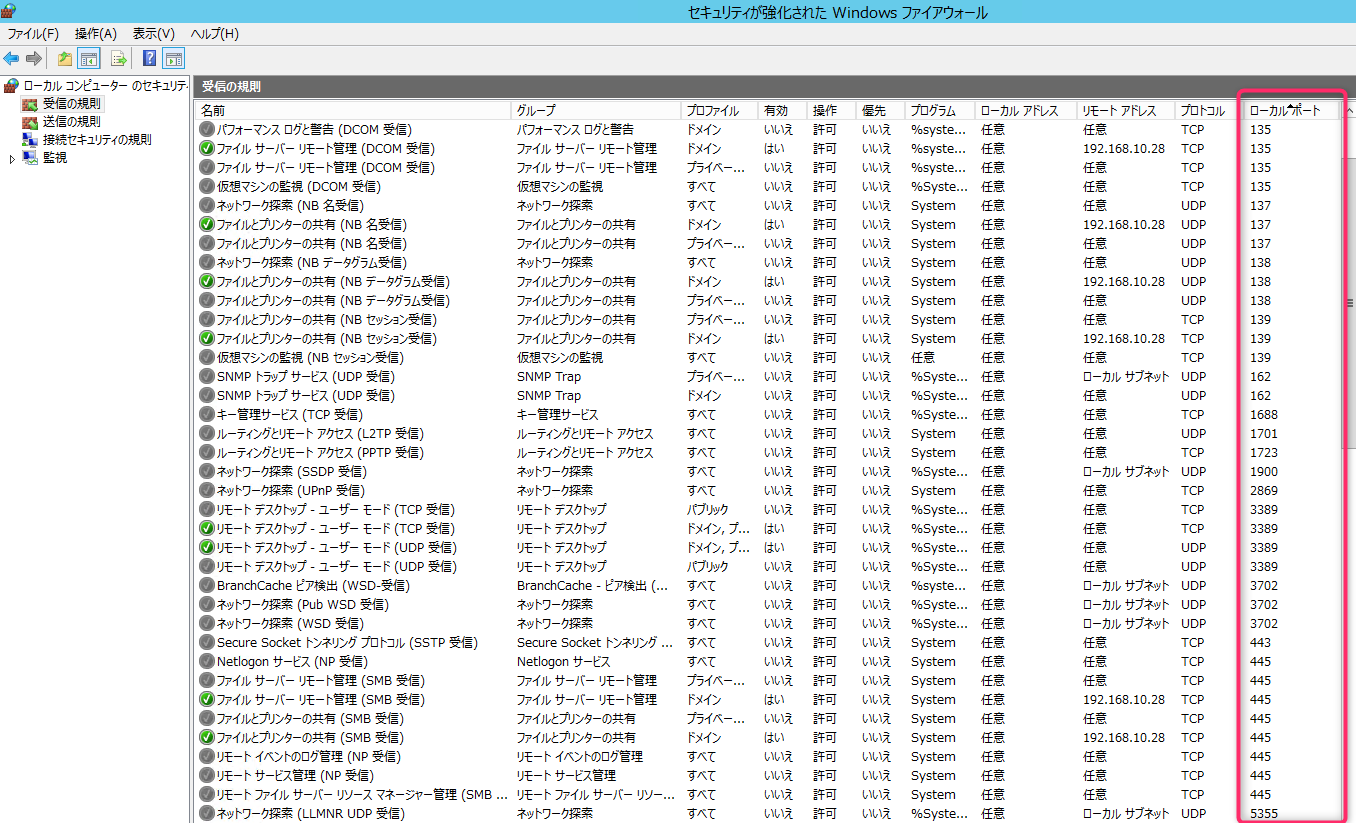 セキュリティが強化された Windows ファイアウォール
ファイル(F) 操作(A) 表示(V) ヘルプ(H)
ローカル コンピューター のセキュリテ
受信の規則
送信の規則
接続セキュリティの規則
監視
受信の規則
名前 グループ プロファイル 有効 操作 優先 プログラム ローカル アドレス リモート アドレス プロトコル ローカル ポート
パフォーマンス ログと警告 (DCOM 受信) パフォーマンス ログと警告 ドメイン いいえ 許可 いいえ %syste... 任意 任意 TCP 135
ファイル サーバー リモート管理 (DCOM 受信) ファイル サーバー リモート管理 ドメイン はい 許可 いいえ %syste... 任意 192.168.10.28 TCP 135
ファイル サーバー リモート管理 (DCOM 受信) ファイル サーバー リモート管理 プライベー... いいえ 許可 いいえ %syste... 任意 任意 TCP 135
仮想マシンの監視 (DCOM 受信) 仮想マシンの監視 すべて いいえ 許可 いいえ %Syste... 任意 任意 TCP 135
ネットワーク探索 (NB 名受信) ネットワーク探索 すべて いいえ 許可 いいえ System 任意 任意 UDP 137
ファイルとプリンターの共有 (NB 名受信) ファイルとプリンターの共有 ドメイン はい 許可 いいえ System 任意 192.168.10.28 UDP 137
ファイルとプリンターの共有 (NB 名受信) ファイルとプリンターの共有 プライベー... いいえ 許可 いいえ System 任意 任意 UDP 137
ネットワーク探索 (NB データグラム受信) ネットワーク探索 すべて いいえ 許可 いいえ System 任意 任意 UDP 138
ファイルとプリンターの共有 (NB データグラム受信) ファイルとプリンターの共有 ドメイン はい 許可 いいえ System 任意 192.168.10.28 UDP 138
ファイルとプリンターの共有 (NB データグラム受信) ファイルとプリンターの共有 プライベー... いいえ 許可 いいえ System 任意 任意 UDP 138
ファイルとプリンターの共有 (NB セッション受信) ファイルとプリンターの共有 プライベー... いいえ 許可 いいえ System 任意 任意 TCP 139
ファイルとプリンターの共有 (NB セッション受信) ファイルとプリンターの共有 ドメイン はい 許可 いいえ System 任意 192.168.10.28 TCP 139
仮想マシンの監視 (NB セッション受信) 仮想マシンの監視 すべて いいえ 許可 いいえ 任意 任意 任意 TCP 139
SNMP トラップ サービス (UDP 受信) SNMP Trap プライベー... いいえ 許可 いいえ %Syste... 任意 ローカル サブネット UDP 162
SNMP トラップ サービス (UDP 受信) SNMP Trap ドメイン いいえ 許可 いいえ %Syste... 任意 任意 UDP 162
キー管理サービス (TCP 受信) キー管理サービス すべて いいえ 許可 いいえ %Syste... 任意 任意 TCP 1688
ルーティングとリモート アクセス (L2TP 受信) ルーティングとリモート アクセス すべて いいえ 許可 いいえ System 任意 任意 UDP 1701
ルーティングとリモート アクセス (PPTP 受信) ルーティングとリモート アクセス すべて いいえ 許可 いいえ System 任意 任意 TCP 1723
ネットワーク探索 (SSDP 受信) ネットワーク探索 すべて いいえ 許可 いいえ %Syste... 任意 ローカル サブネット UDP 1900
ネットワーク探索 (UPnP 受信) ネットワーク探索 すべて いいえ 許可 いいえ System 任意 任意 TCP 2869
リモート デスクトップ - ユーザー モード (TCP 受信) リモート デスクトップ パブリック いいえ 許可 いいえ %Syste... 任意 任意 TCP 3389
リモート デスクトップ - ユーザー モード (TCP 受信) リモート デスクトップ ドメイン, プ... はい 許可 いいえ %Syste... 任意 任意 TCP 3389
リモート デスクトップ - ユーザー モード (UDP 受信) リモート デスクトップ ドメイン, プ... はい 許可 いいえ %Syste... 任意 任意 UDP 3389
リモート デスクトップ - ユーザー モード (UDP 受信) リモート デスクトップ パブリック いいえ 許可 いいえ %Syste... 任意 任意 UDP 3389
BranchCache ピア検出 (WSD-受信) BranchCache - ピア検出 (... すべて いいえ 許可 いいえ %syste... 任意 ローカル サブネット UDP 3702
ネットワーク探索 (Pub WSD 受信) ネットワーク探索 すべて いいえ 許可 いいえ %Syste... 任意 ローカル サブネット UDP 3702
ネットワーク探索 (WSD 受信) ネットワーク探索 すべて いいえ 許可 いいえ %Syste... 任意 ローカル サブネット UDP 3702
Secure Socket トンネリング プロトコル (SSTP 受信) Secure Socket トンネリング ... すべて いいえ 許可 いいえ System 任意 任意 TCP 443
Netlogon サービス (NP 受信) Netlogon サービス すべて いいえ 許可 いいえ System 任意 任意 TCP 445
ファイル サーバー リモート管理 (SMB 受信) ファイル サーバー リモート管理 プライベー... いいえ 許可 いいえ System 任意 任意 TCP 445
ファイル サーバー リモート管理 (SMB 受信) ファイル サーバー リモート管理 ドメイン はい 許可 いいえ System 任意 192.168.10.28 TCP 445
ファイルとプリンターの共有 (SMB 受信) ファイルとプリンターの共有 プライベー... いいえ 許可 いいえ System 任意 任意 TCP 445
ファイルとプリンターの共有 (SMB 受信) ファイルとプリンターの共有 ドメイン はい 許可 いいえ System 任意 192.168.10.28 TCP 445
リモート イベントのログ管理 (NP 受信) リモート イベントのログ管理 すべて いいえ 許可 いいえ System 任意 任意 TCP 445
リモート サービス管理 (NP 受信) リモート サービス管理 すべて いいえ 許可 いいえ System 任意 任意 TCP 445
リモート ファイル サーバー リソース マネージャー管理 (SMB ... リモート ファイル サーバー リソー... すべて いいえ 許可 いいえ System 任意 任意 TCP 445
ネットワーク探索 (LLMNR UDP 受信) ネットワーク探索 すべて いいえ 許可 いいえ %Syste... 任意 ローカル サブネット UDP 5355